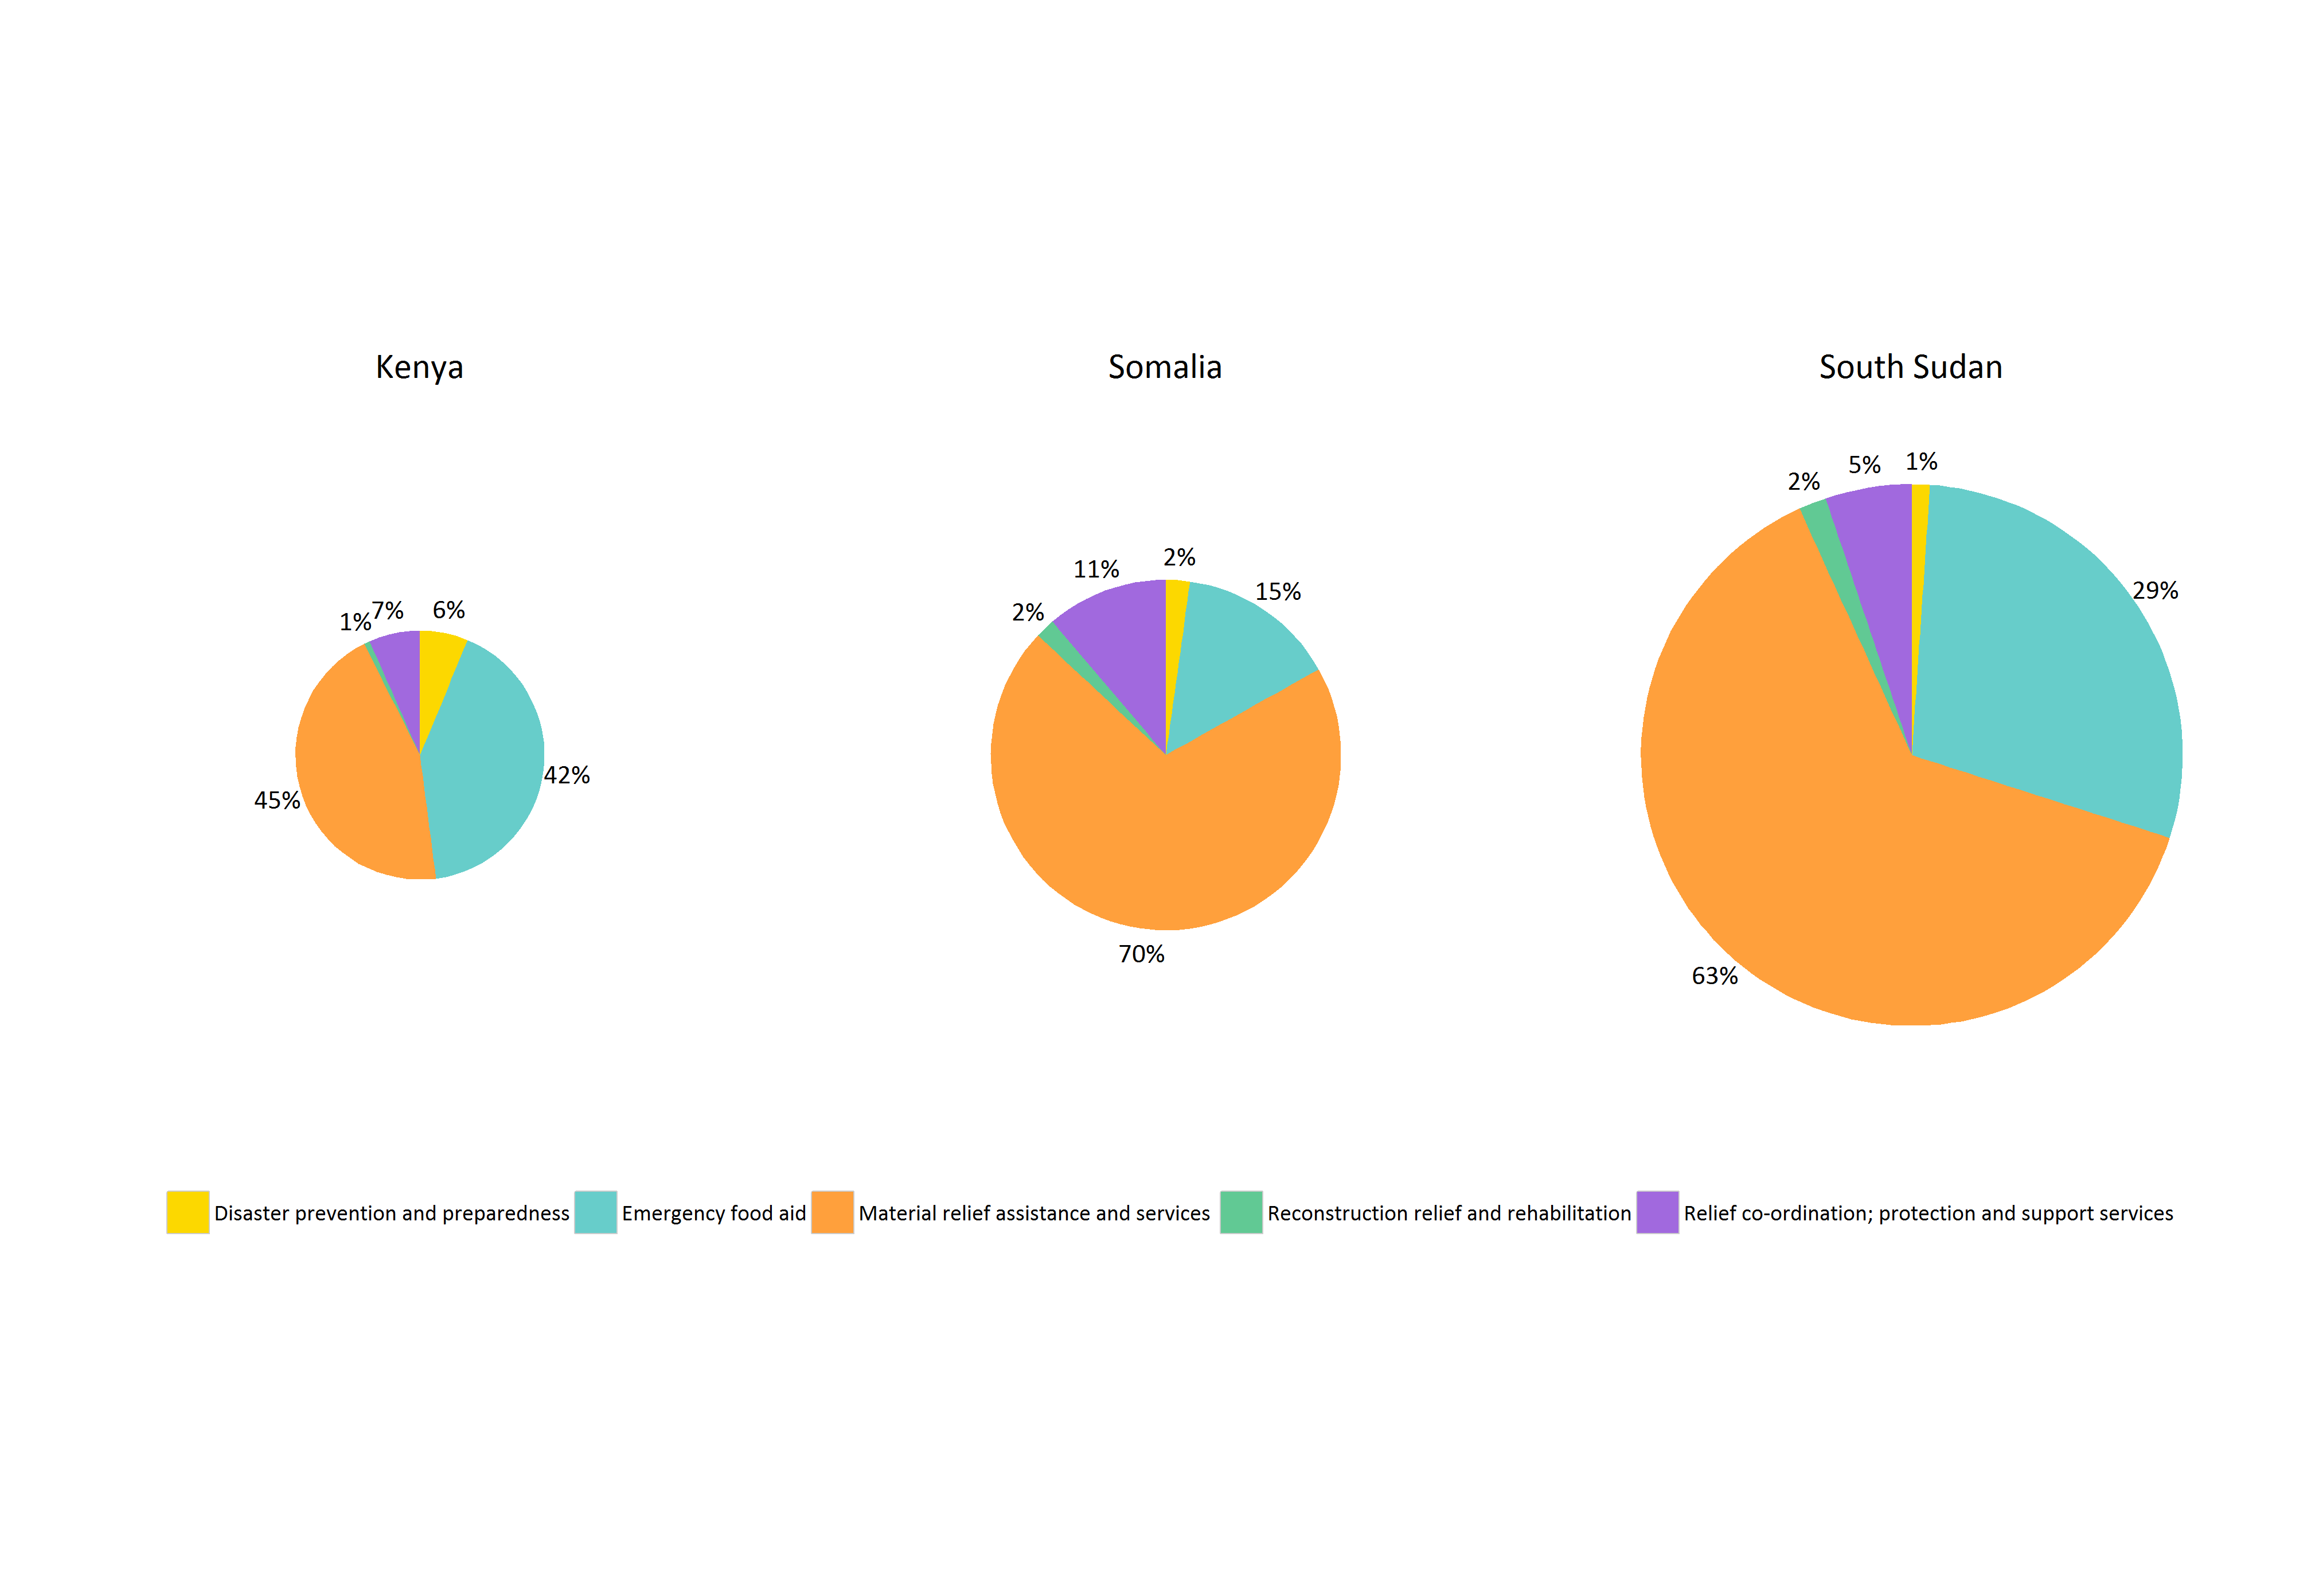 Kenya
Somalia
South Sudan
1%
7%
6%
42%
45%
2%
11%
2%
15%
70%
2%
5%
1%
29%
63%
Disaster prevention and preparedness
Emergency food aid
Material relief assistance and services
Reconstruction relief and rehabilitation
Relief co-ordination; protection and support services